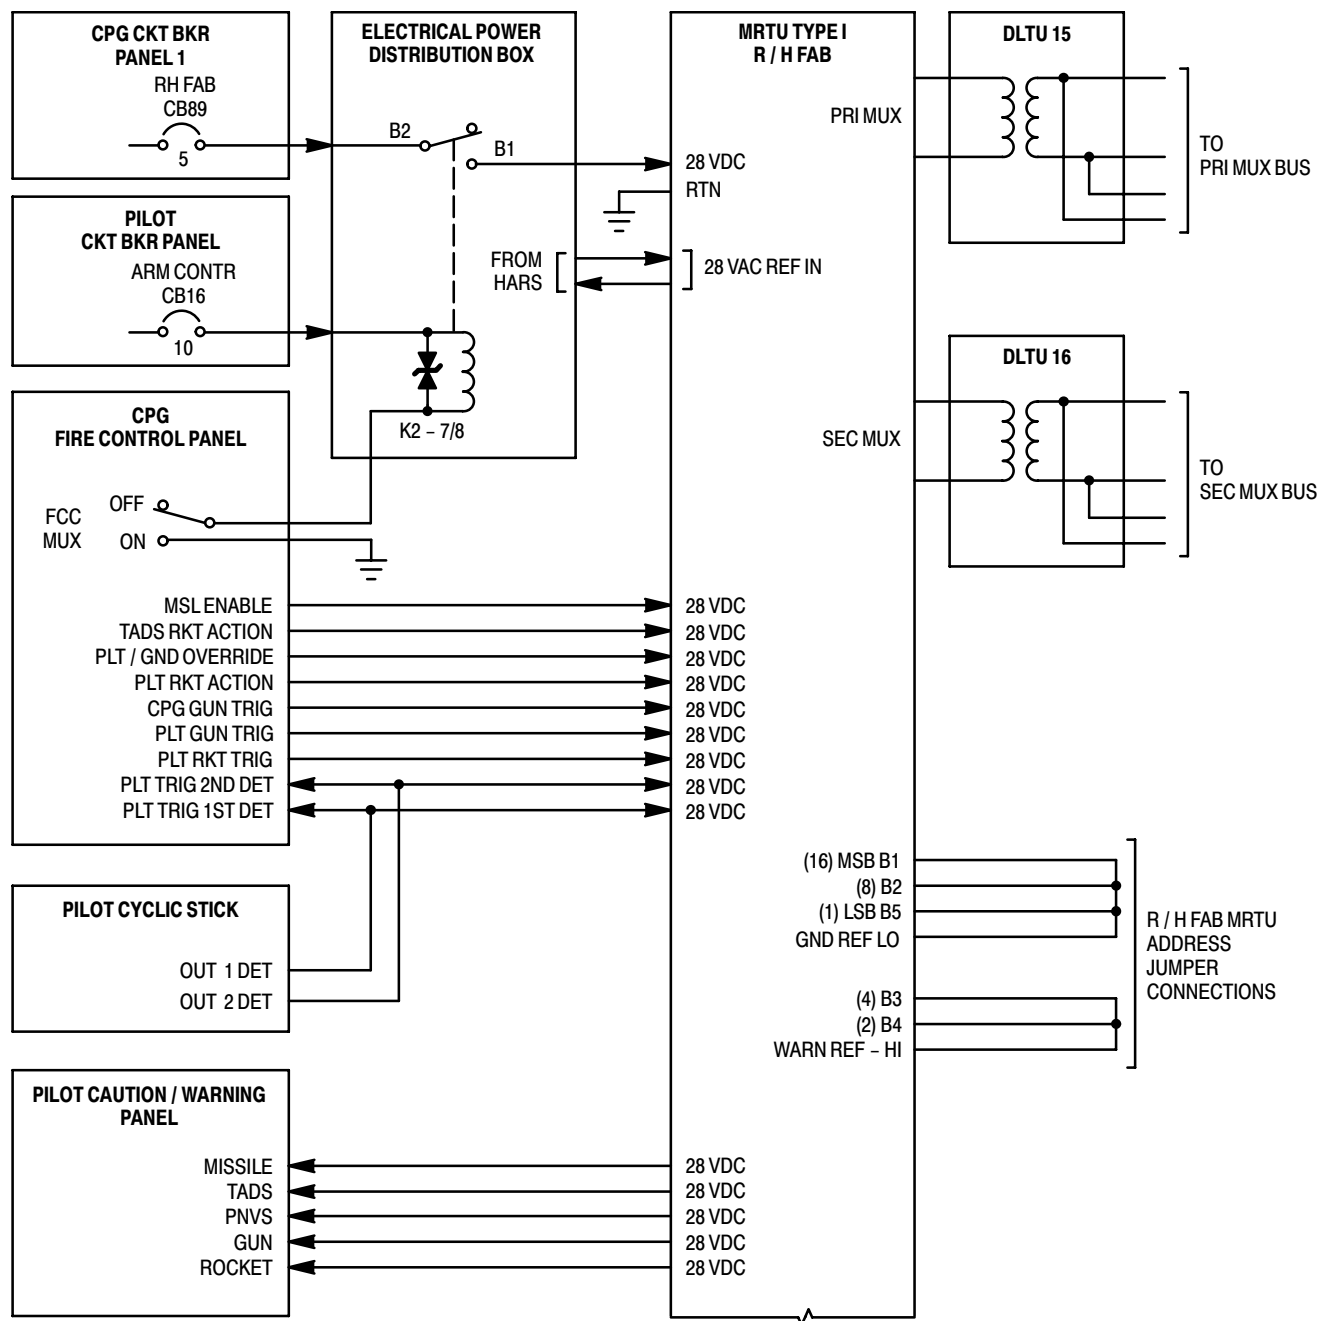 CPG CKT BKR
PANEL 1
RH FAB
CB89
5
PILOT
CKT BKR PANEL
ARM CONTR
CB16
10
CPG
FIRE CONTROL PANEL
FCC
MUX
OFF
ON
MSL ENABLE
TADS RKT ACTION
PLT / GND OVERRIDE
PLT RKT ACTION
CPG GUN TRIG
PLT GUN TRIG
PLT RKT TRIG
PLT TRIG 2ND DET
PLT TRIG 1ST DET
PILOT CYCLIC STICK
OUT 1 DET
OUT 2 DET
PILOT CAUTION / WARNING
PANEL
MISSILE
TADS
PNVS
GUN
ROCKET
ELECTRICAL POWER
DISTRIBUTION BOX
B2
B1
FROM
HARS
K2 – 7/8
MRTU TYPE I
R / H FAB
PRI MUX
28 VDC
RTN
28 VAC REF IN
SEC MUX
28 VDC
28 VDC
28 VDC
28 VDC
28 VDC
28 VDC
28 VDC
28 VDC
28 VDC
(16) MSB B1
(8) B2
(1) LSB B5
GND REF LO
(4) B3
(2) B4
WARN REF – HI
28 VDC
28 VDC
28 VDC
28 VDC
28 VDC
DLTU 15
TO
PRI MUX BUS
DLTU 16
TO
SEC MUX BUS
R / H FAB MRTU
ADDRESS
JUMPER
CONNECTIONS